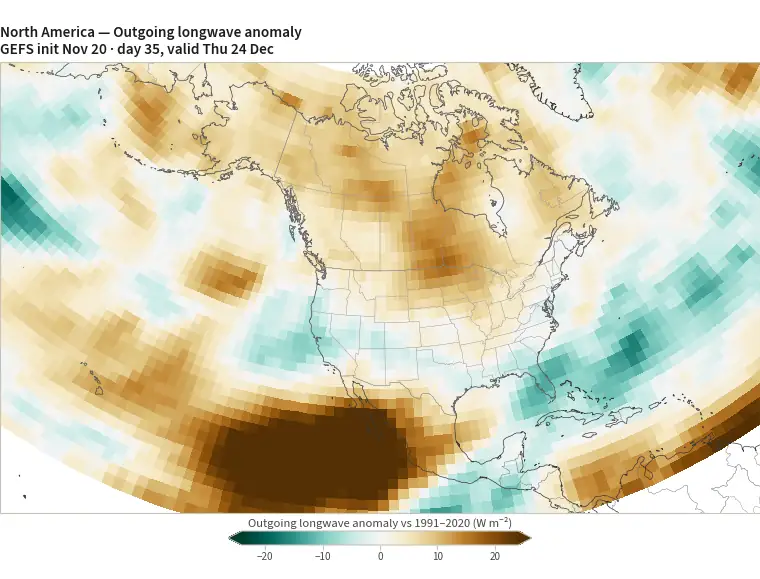 North America — Outgoing longwave anomaly
GEFS init Nov 20 · day 35, valid Thu 24 Dec
Outgoing longwave anomaly vs 1991–2020 (W m⁻²)
−20 −10 0 10 20